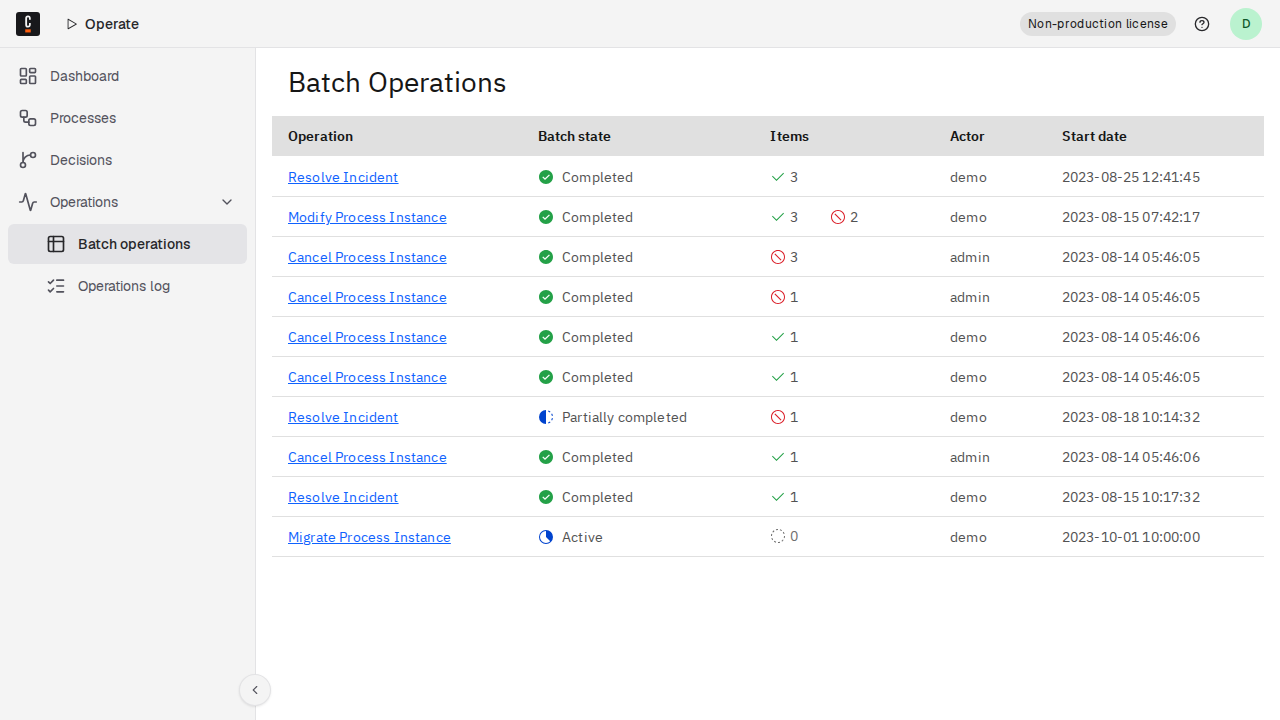 C Operate Non-production license D
Dashboard
Processes
Decisions
Operations
Batch operations
Operations log
Batch Operations
Operation Batch state Items Actor Start date
Resolve Incident Completed 3 demo 2023-08-25 12:41:45
Modify Process Instance Completed 3 2 demo 2023-08-15 07:42:17
Cancel Process Instance Completed 3 admin 2023-08-14 05:46:05
Cancel Process Instance Completed 1 admin 2023-08-14 05:46:05
Cancel Process Instance Completed 1 demo 2023-08-14 05:46:06
Cancel Process Instance Completed 1 demo 2023-08-14 05:46:05
Resolve Incident Partially completed 1 demo 2023-08-18 10:14:32
Cancel Process Instance Completed 1 admin 2023-08-14 05:46:06
Resolve Incident Completed 1 demo 2023-08-15 10:17:32
Migrate Process Instance Active 0 demo 2023-10-01 10:00:00